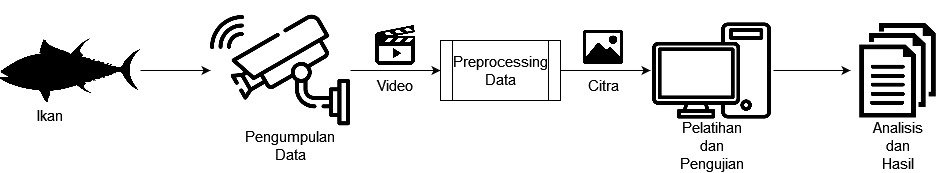 Ikan
Pengumpulan
Data
Video
Preprocessing
Data
Citra
Pelatihan
dan
Pengujian
Analisis
dan
Hasil